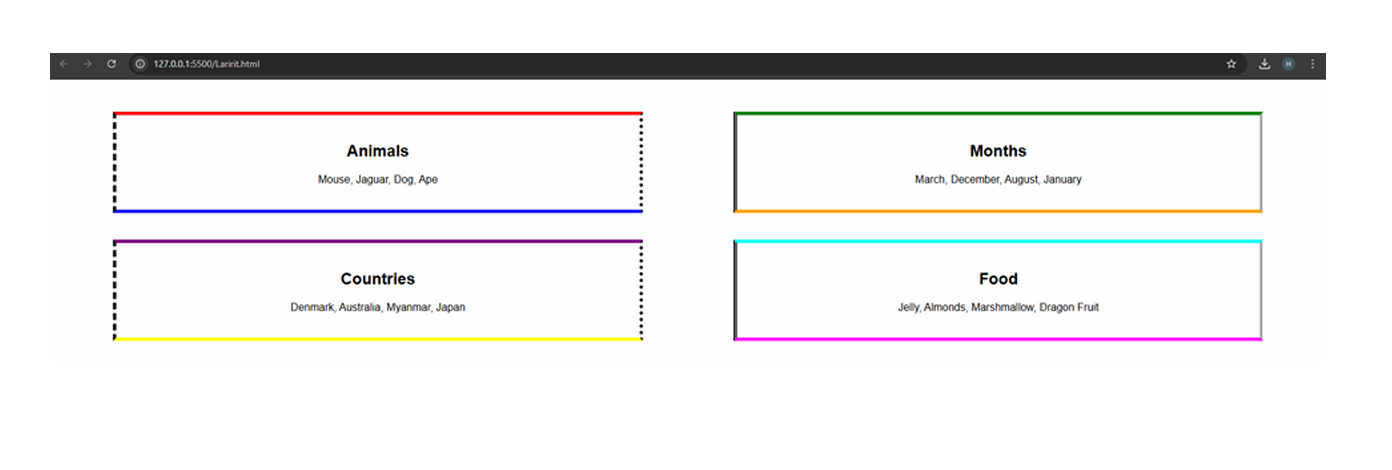 127.0.0.1:5500/Laririt.html
H
Animals
Mouse, Jaguar, Dog, Ape
Months
March, December, August, January
Countries
Denmark, Australia, Myanmar, Japan
Food
Jelly, Almonds, Marshmallow, Dragon Fruit